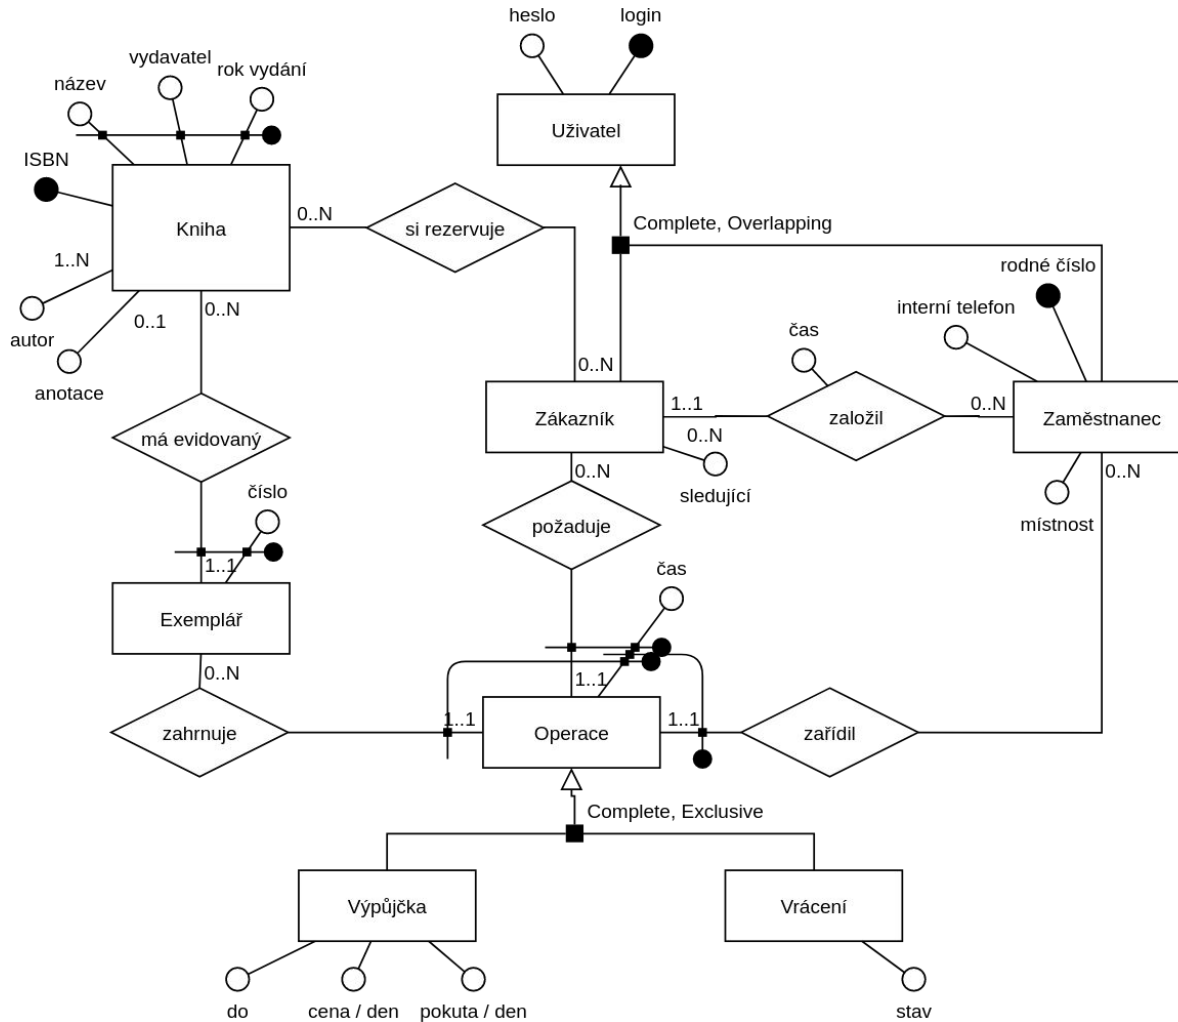 heslo
login
vydavatel
rok vydání
název
Uživatel
ISBN
Kniha
0..N
si rezervuje
Complete, Overlapping
rodné číslo
1..N
interní telefon
0..N
0..1
čas
autor
0..N
anotace
1..1
0..N
Zákazník
založil
Zaměstnanec
má evidovaný
0..N
0..N
0..N
sledující
číslo
požaduje
místnost
1..1
čas
Exemplář
0..N
1..1
1..1
1..1
zahrnuje
Operace
zařídil
Complete, Exclusive
Výpůjčka
Vrácení
do
cena / den
pokuta / den
stav